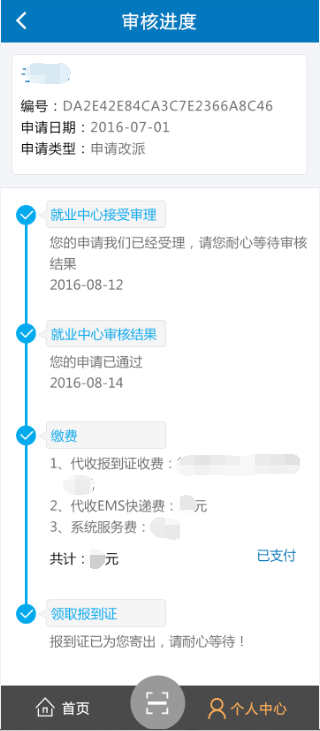 审核进度
编号：DA2E42E84CA3C7E2366A8C46
申请日期：2016-07-01
申请类型：申请改派
就业中心接受审理
您的申请我们已经受理，请您耐心等待审核
结果
2016-08-12
就业中心审核结果
您的申请已通过
2016-08-14
缴费
1、代收报到证收费：
2、代收EMS快递费： 元
3、系统服务费：
共计： 元
已支付
领取报到证
报到证已为您寄出，请耐心等待！
首页
个人中心